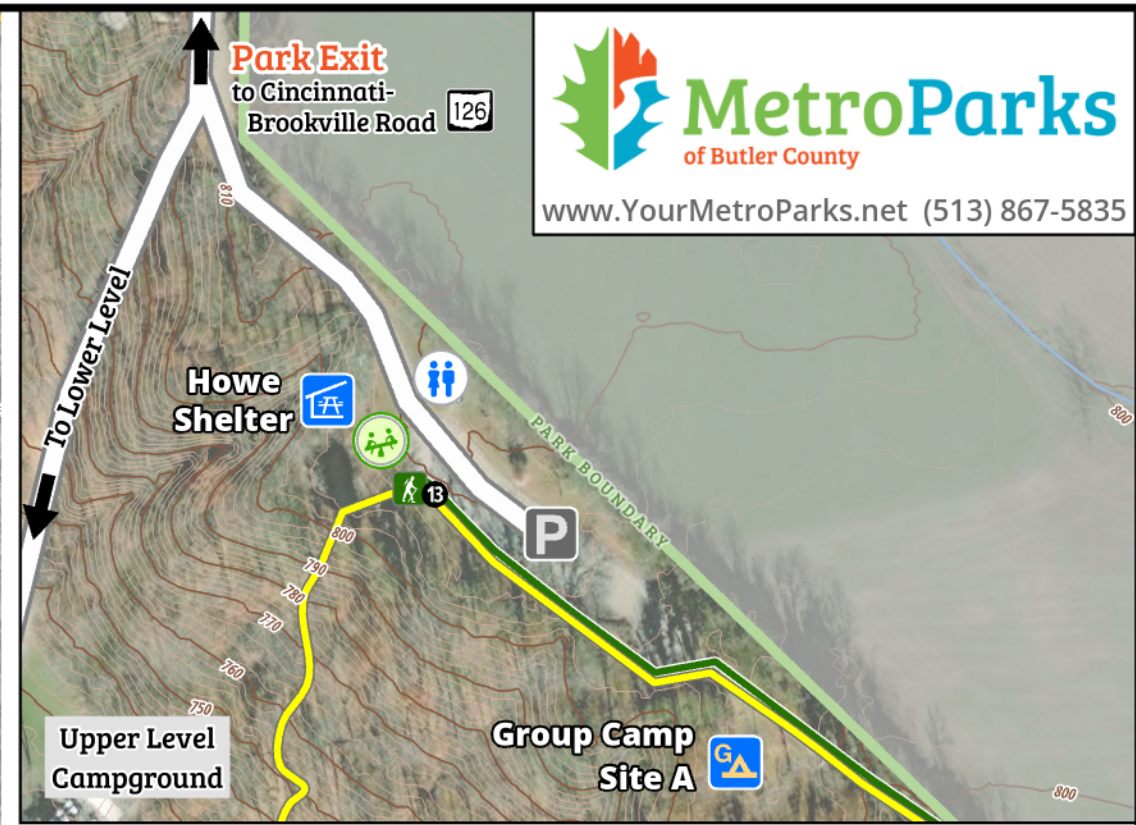 Park Exit
to Cincinnati-
Brookville Road
126
MetroParks
of Butler County
www.YourMetroParks.net (513) 867-5835
810
To Lower Level
Howe
Shelter
PARK BOUNDARY
800
13
P
800
790
780
770
760
750
Upper Level
Campground
Group Camp
Site A
G
800